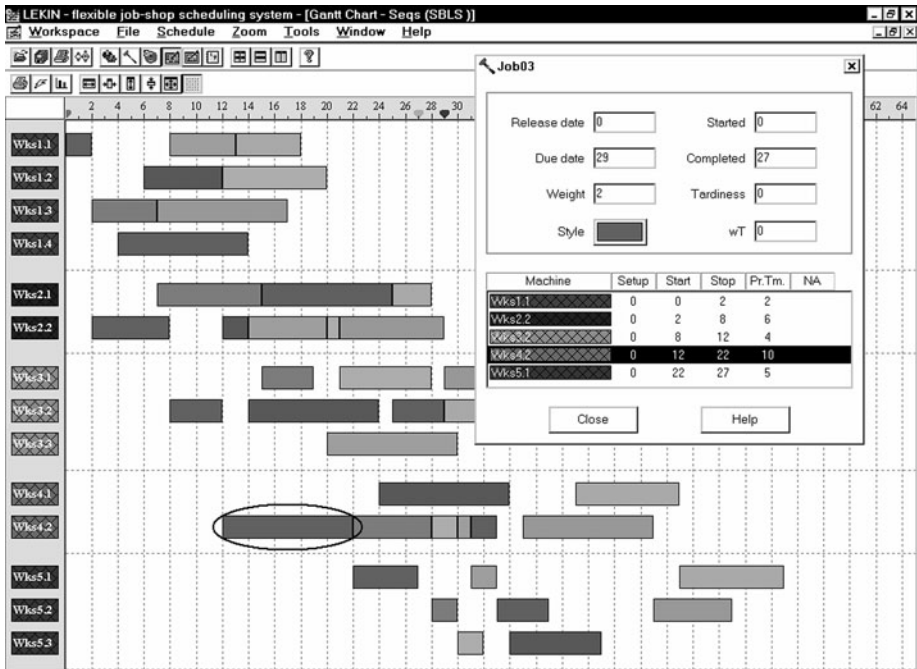 LEKIN - flexible job-shop scheduling system - [Gantt Chart - Seqs (SBLS )]
Workspace File Schedule Zoom Tools Window Help
2 4 6 8 10 12 14 16 18 20 22 24 26 28 30 62 64
Job03
Release date 0 Started 0
Due date 29 Completed 27
Weight 2 Tardiness 0
Style wT 0
Machine Setup Start Stop Pr.Tm. NA
Wks1.1 0 0 2 2
Wks2.2 0 2 8 6
Wks3.2 0 8 12 4
Wks4.2 0 12 22 10
Wks5.1 0 22 27 5
Close Help
Wks1.1
Wks1.2
Wks1.3
Wks1.4
Wks2.1
Wks2.2
Wks3.1
Wks3.2
Wks3.3
Wks4.1
Wks4.2
Wks5.1
Wks5.2
Wks5.3